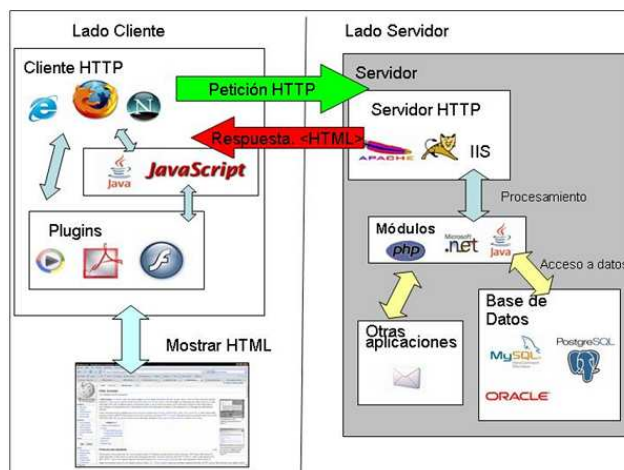 Lado Cliente
Cliente HTTP
Java
JavaScript
Plugins
Mostrar HTML
Petición HTTP
Respuesta. <HTML>
Lado Servidor
Servidor
Servidor HTTP
APACHE
IIS
Procesamiento
Módulos
php
Microsoft
.net
Java
Acceso a datos
Otras
aplicaciones
Base de
Datos
MySQL
PostgreSQL
ORACLE